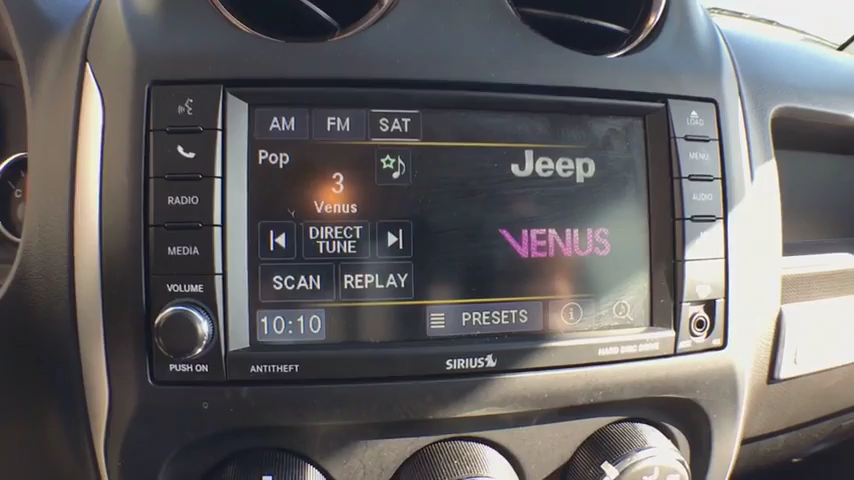 AM FM SAT
Pop
Jeep
3
Venus
VENUS
DIRECT
TUNE
SCAN REPLAY
10:10
PRESETS
RADIO
MEDIA
VOLUME
PUSH ON
LOAD
MENU
AUDIO
ANTITHEFT
SIRIUS
HARD DISC DRIVE